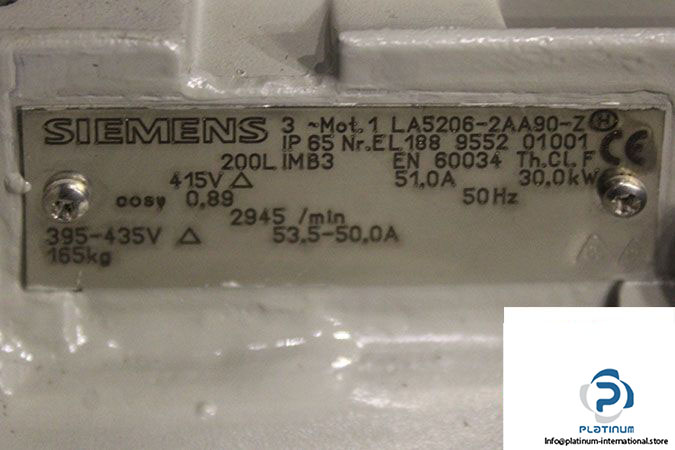 SIEMENS 3 ~Mot. 1 LA5206-2AA90-Z H
IP 65 Nr. EL188 9552 01001 CE
200L IMB3 EN 60034 Th.Cl. F
415V △ 51,0A 30,0kW
cosφ 0,89 50Hz
2945 /min
395-435V △ 53,5-50,0A
165kg
PLATINUM
Info@platinum-international.store